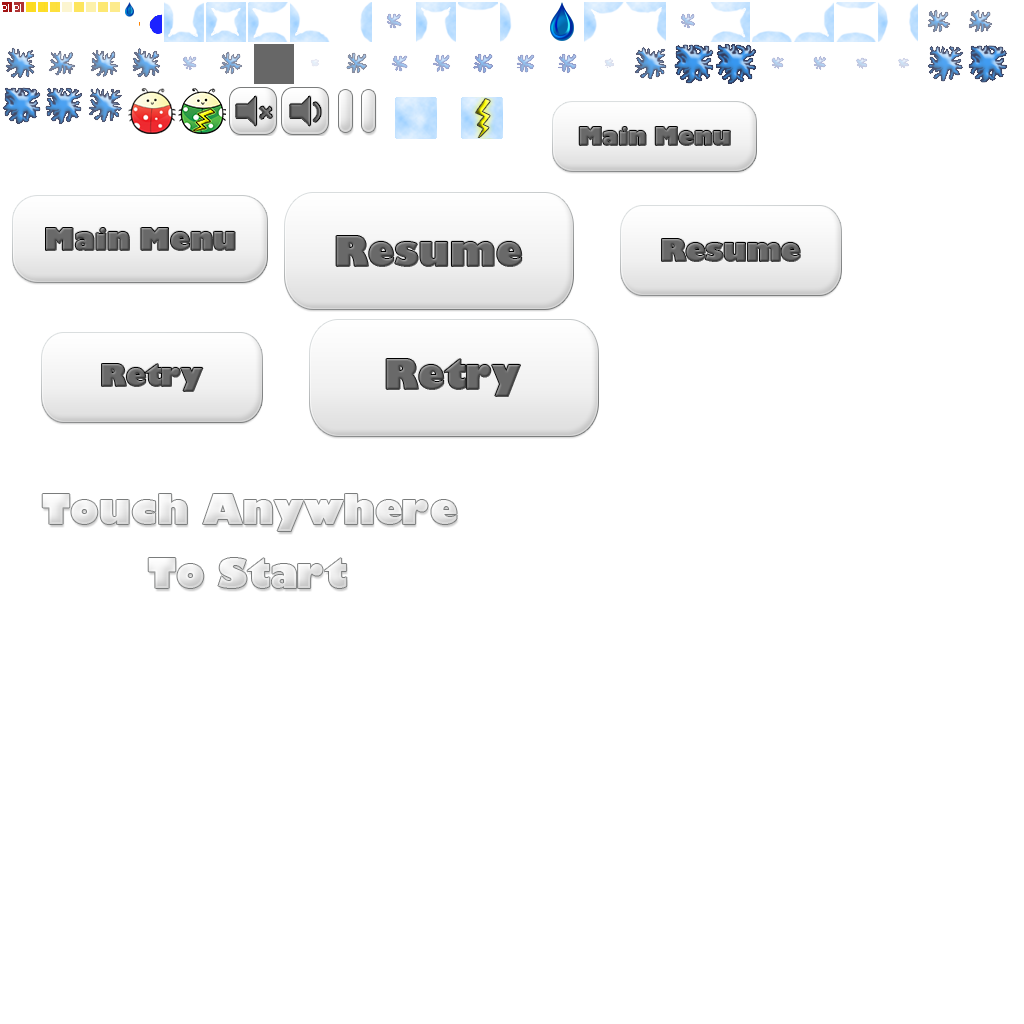 Main Menu
Main Menu
Resume
Resume
Retry
Retry
Touch Anywhere
To Start